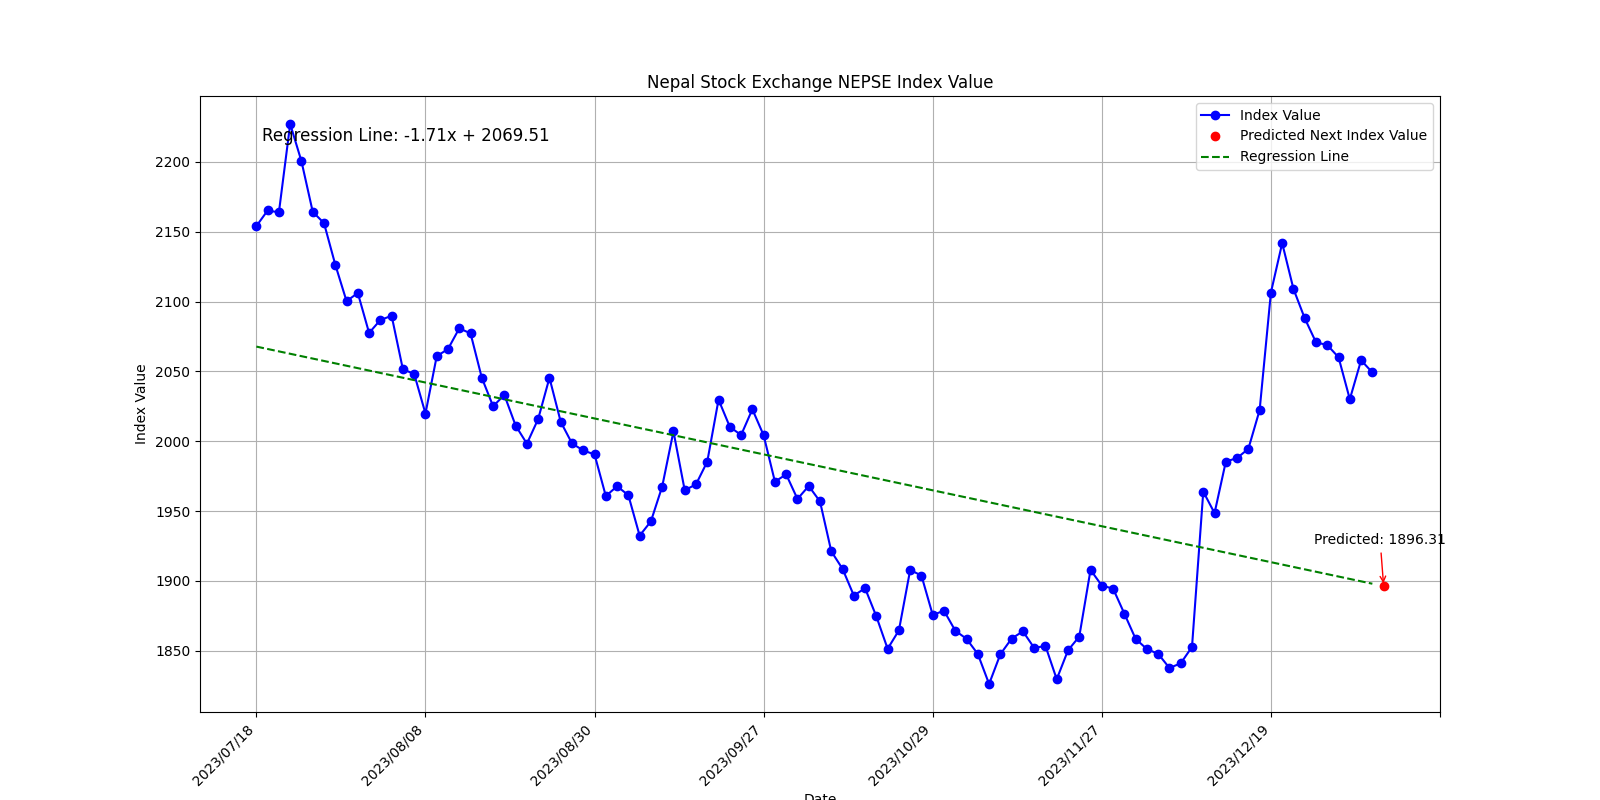 Nepal Stock Exchange NEPSE Index Value
Regression Line: -1.71x + 2069.51
Index Value
Predicted Next Index Value
Regression Line
2200
2150
2100
2050
2000
1950
1900
1850
Index Value
Predicted: 1896.31
2023/07/18
2023/08/08
2023/08/30
2023/09/27
2023/10/29
2023/11/27
2023/12/19
Date